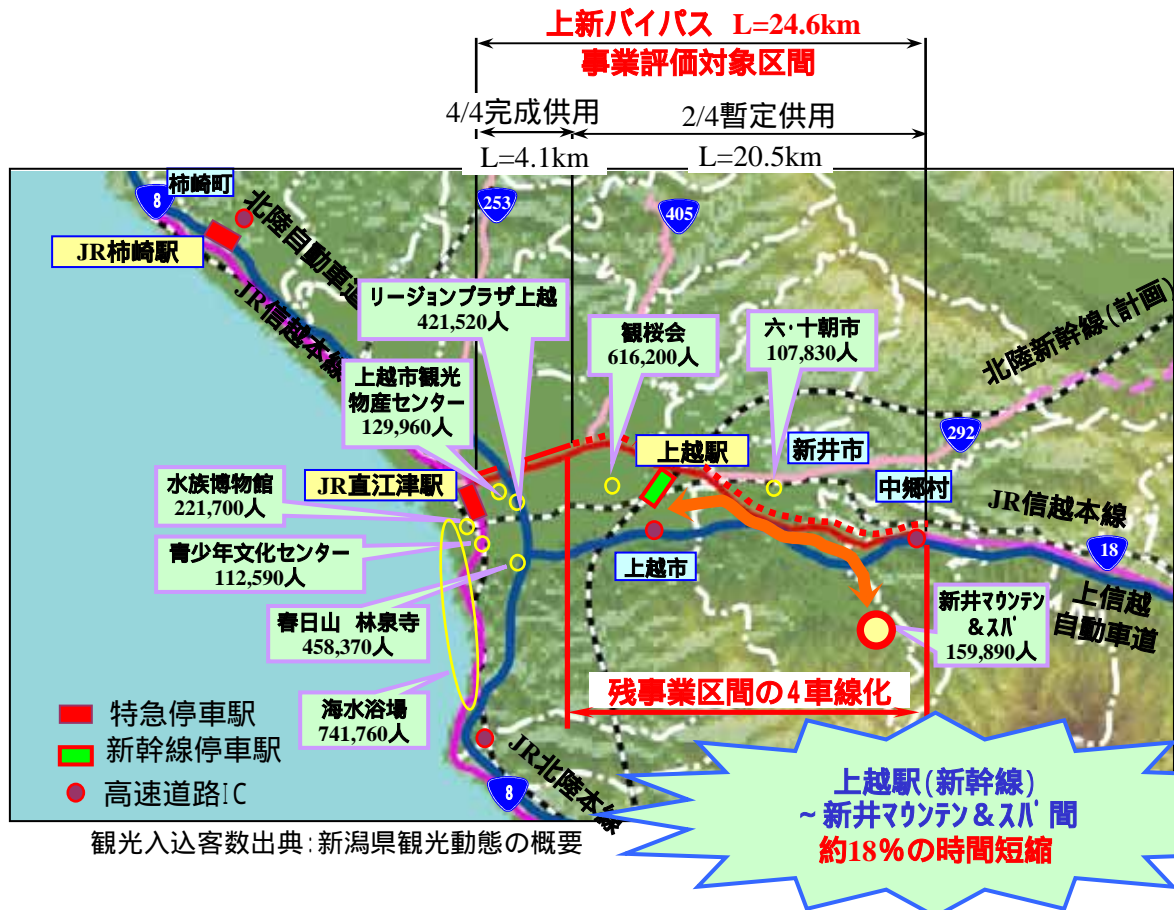 上新バイパス L=24.6km
事業評価対象区間
4/4完成供用
2/4暫定供用
L=4.1km
L=20.5km
8
柿崎町
北陸自動車道
253
405
JR柿崎駅
JR信越本線
リージョンプラザ上越
421,520人
観桜会
616,200人
六・十朝市
107,830人
北陸新幹線(計画)
上越市観光
物産センター
129,960人
292
上越駅
新井市
JR直江津駅
中郷村
JR信越本線
水族博物館
221,700人
18
青少年文化センター
112,590人
上越市
上信越
自動車道
春日山 林泉寺
458,370人
新井マウンテン
&スパ
159,890人
海水浴場
741,760人
残事業区間の4車線化
特急停車駅
新幹線停車駅
高速道路IC
JR北陸本線
8
上越駅(新幹線)
~新井マウンテン&スパ間
約18%の時間短縮
観光入込客数出典:新潟県観光動態の概要